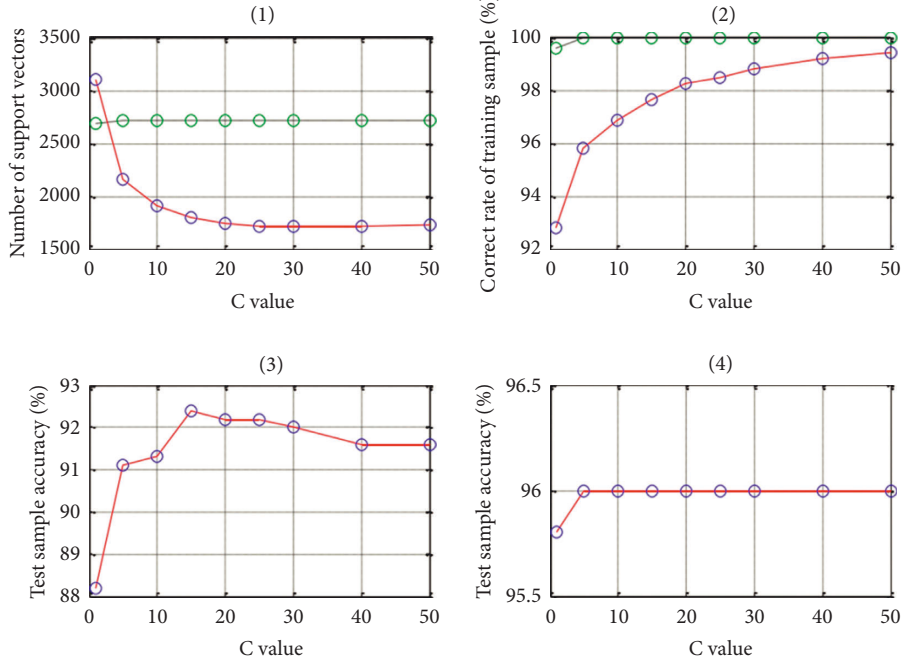 (1)
Number of support vectors
3500
3000
2500
2000
1500
0 10 20 30 40 50
C value
(2)
Correct rate of training sample (%)
100
98
96
94
92
0 10 20 30 40 50
C value
(3)
Test sample accuracy (%)
93
92
91
90
89
88
0 10 20 30 40 50
C value
(4)
Test sample accuracy (%)
96.5
96
95.5
0 10 20 30 40 50
C value